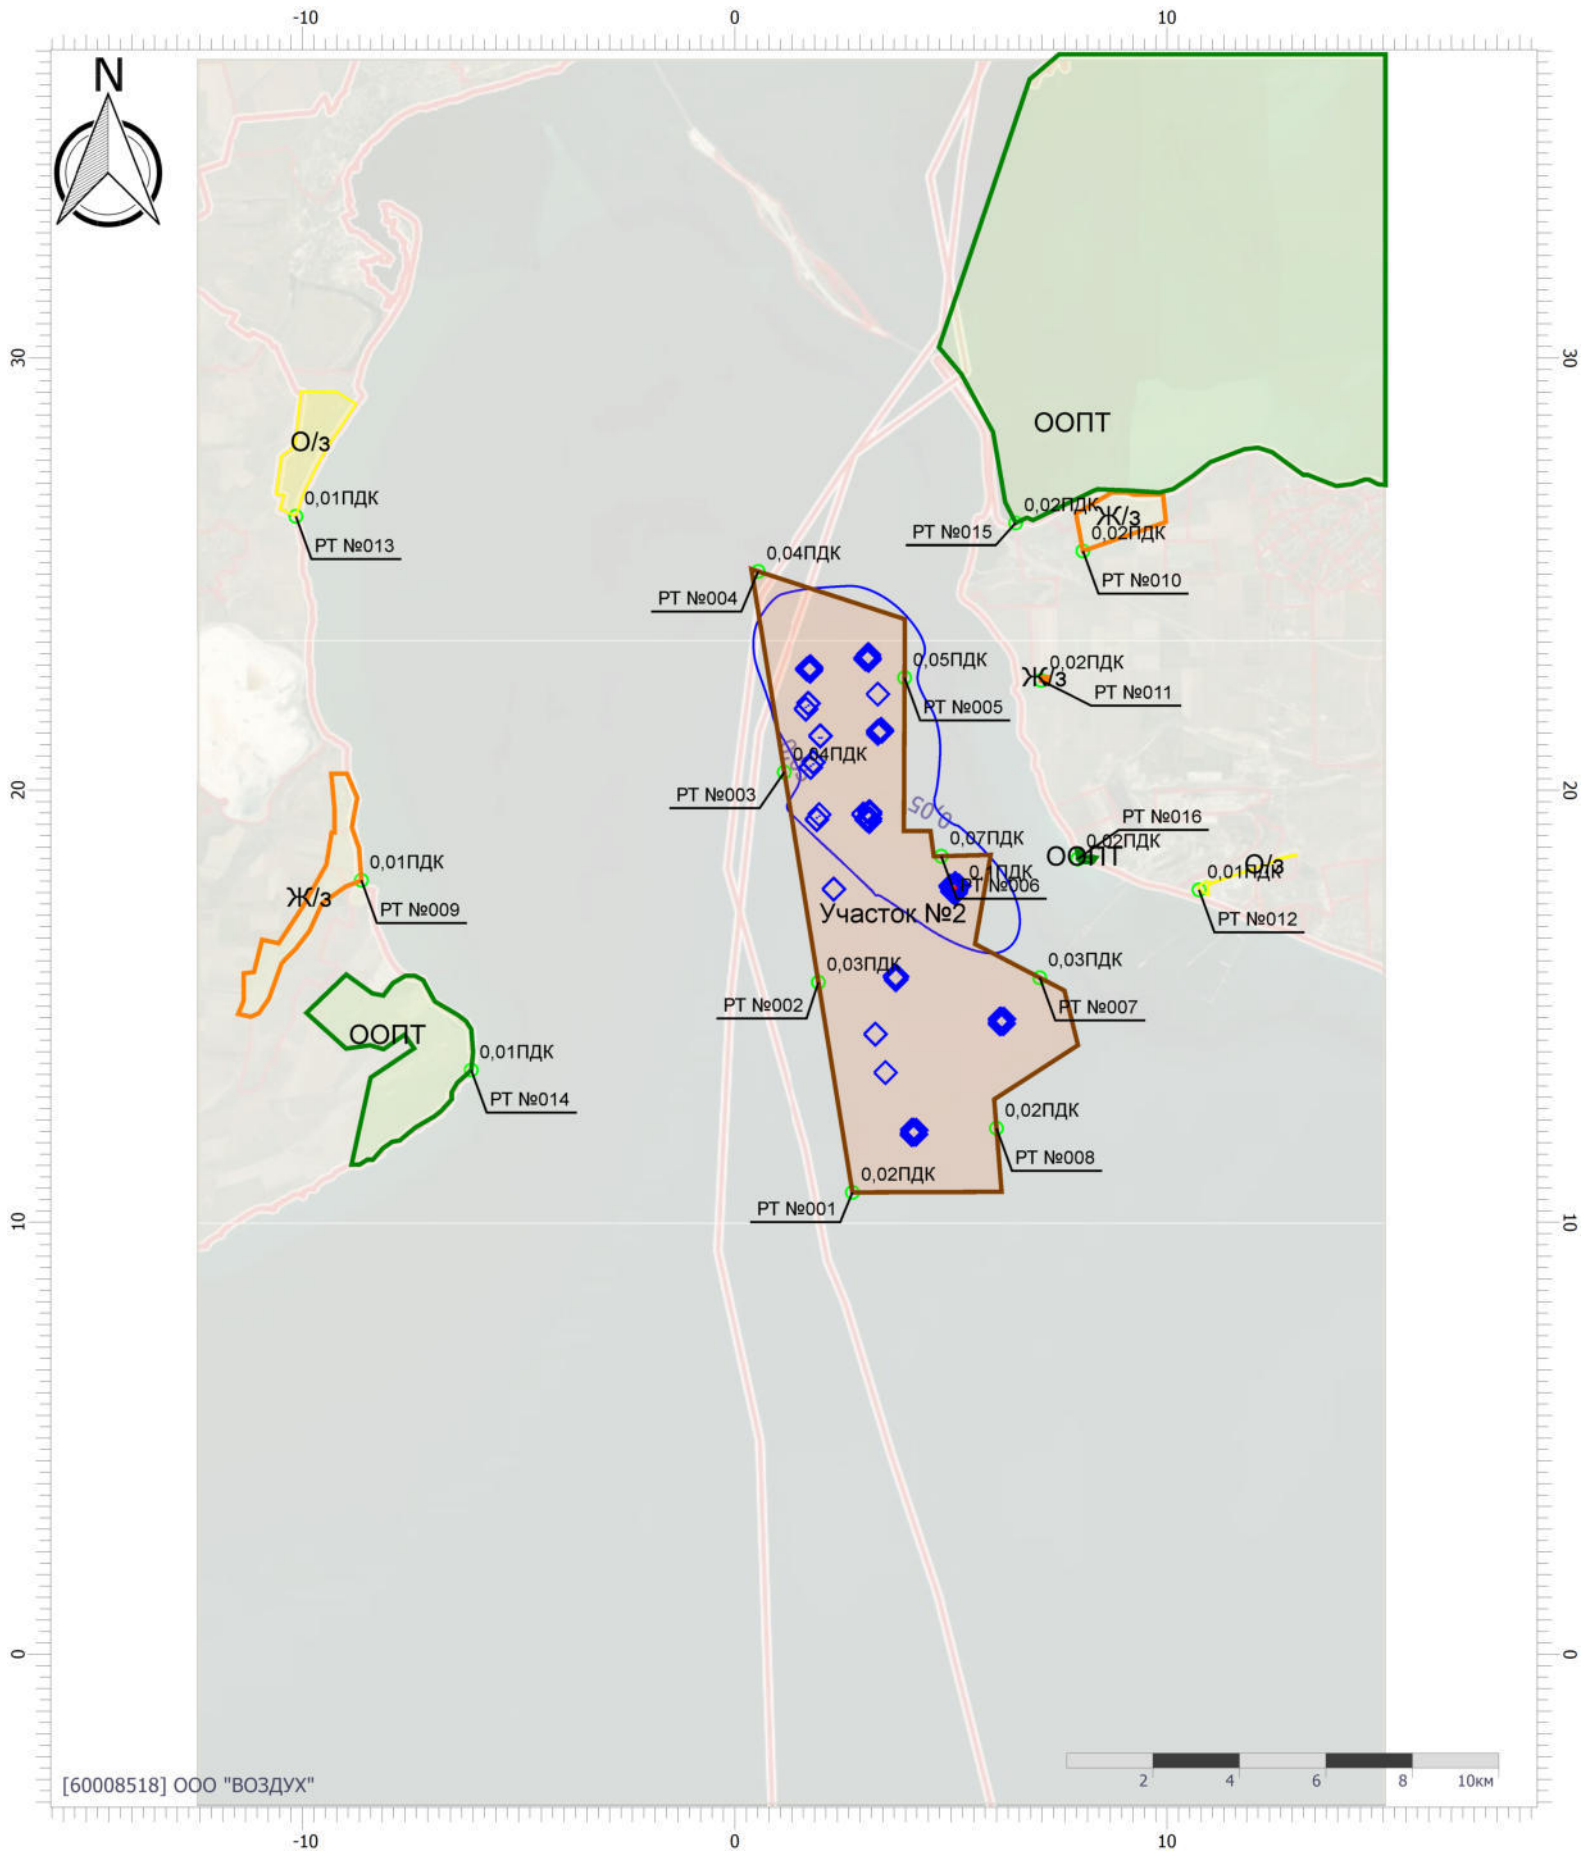 -10
0
10
N
30
30
ООПТ
О/з
0,01ПДК
РТ №013
0,02ПДК
Ж/з
РТ №015
0,02ПДК
РТ №010
0,04ПДК
РТ №004
0,05ПДК
РТ №005
0,02ПДК
Ж/з
РТ №011
0,05
0,04ПДК
РТ №003
20
20
0,05
РТ №016
0,02ПДК
ООПТ
0,07ПДК
0,1ПДК
РТ №006
О/з
0,01ПДК
РТ №012
0,01ПДК
Ж/з
РТ №009
Участок №2
0,03ПДК
РТ №002
0,03ПДК
РТ №007
ООПТ
0,01ПДК
РТ №014
0,02ПДК
РТ №008
0,02ПДК
РТ №001
10
10
0
0
[60008518] ООО "ВОЗДУХ"
2
4
6
8
10км
-10
0
10